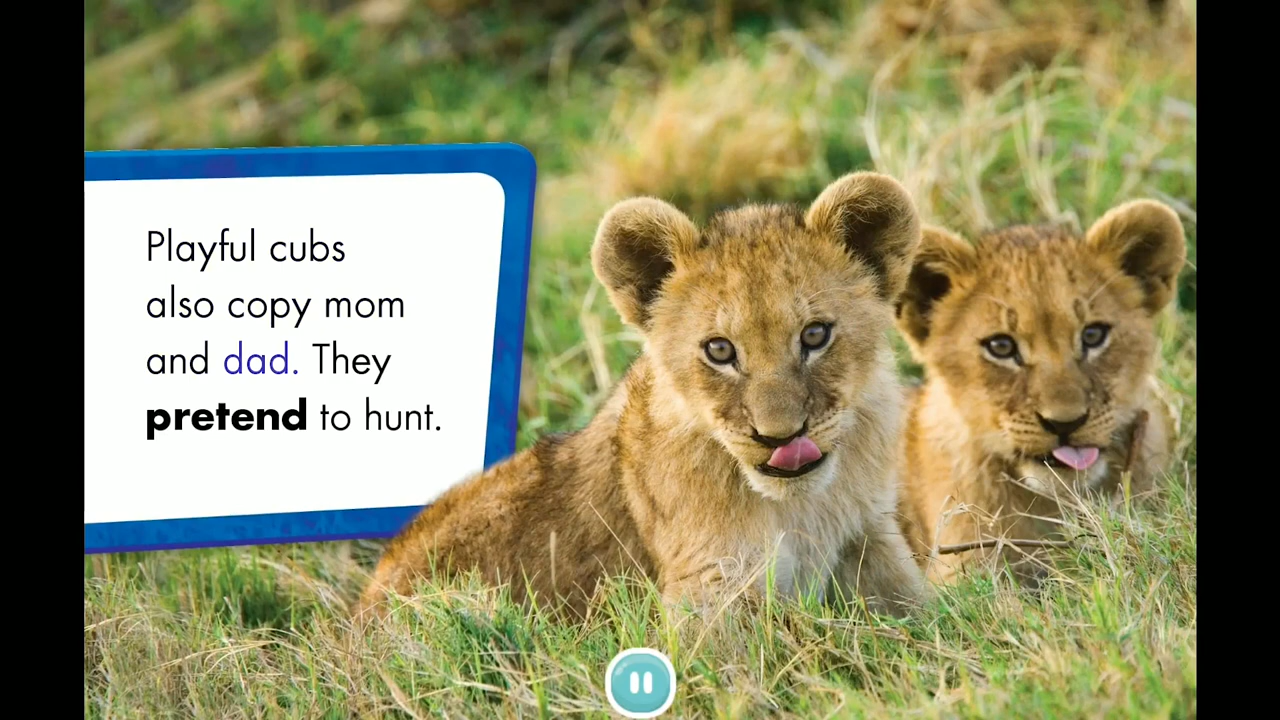 Playful cubs
also copy mom
and dad. They
pretend to hunt.